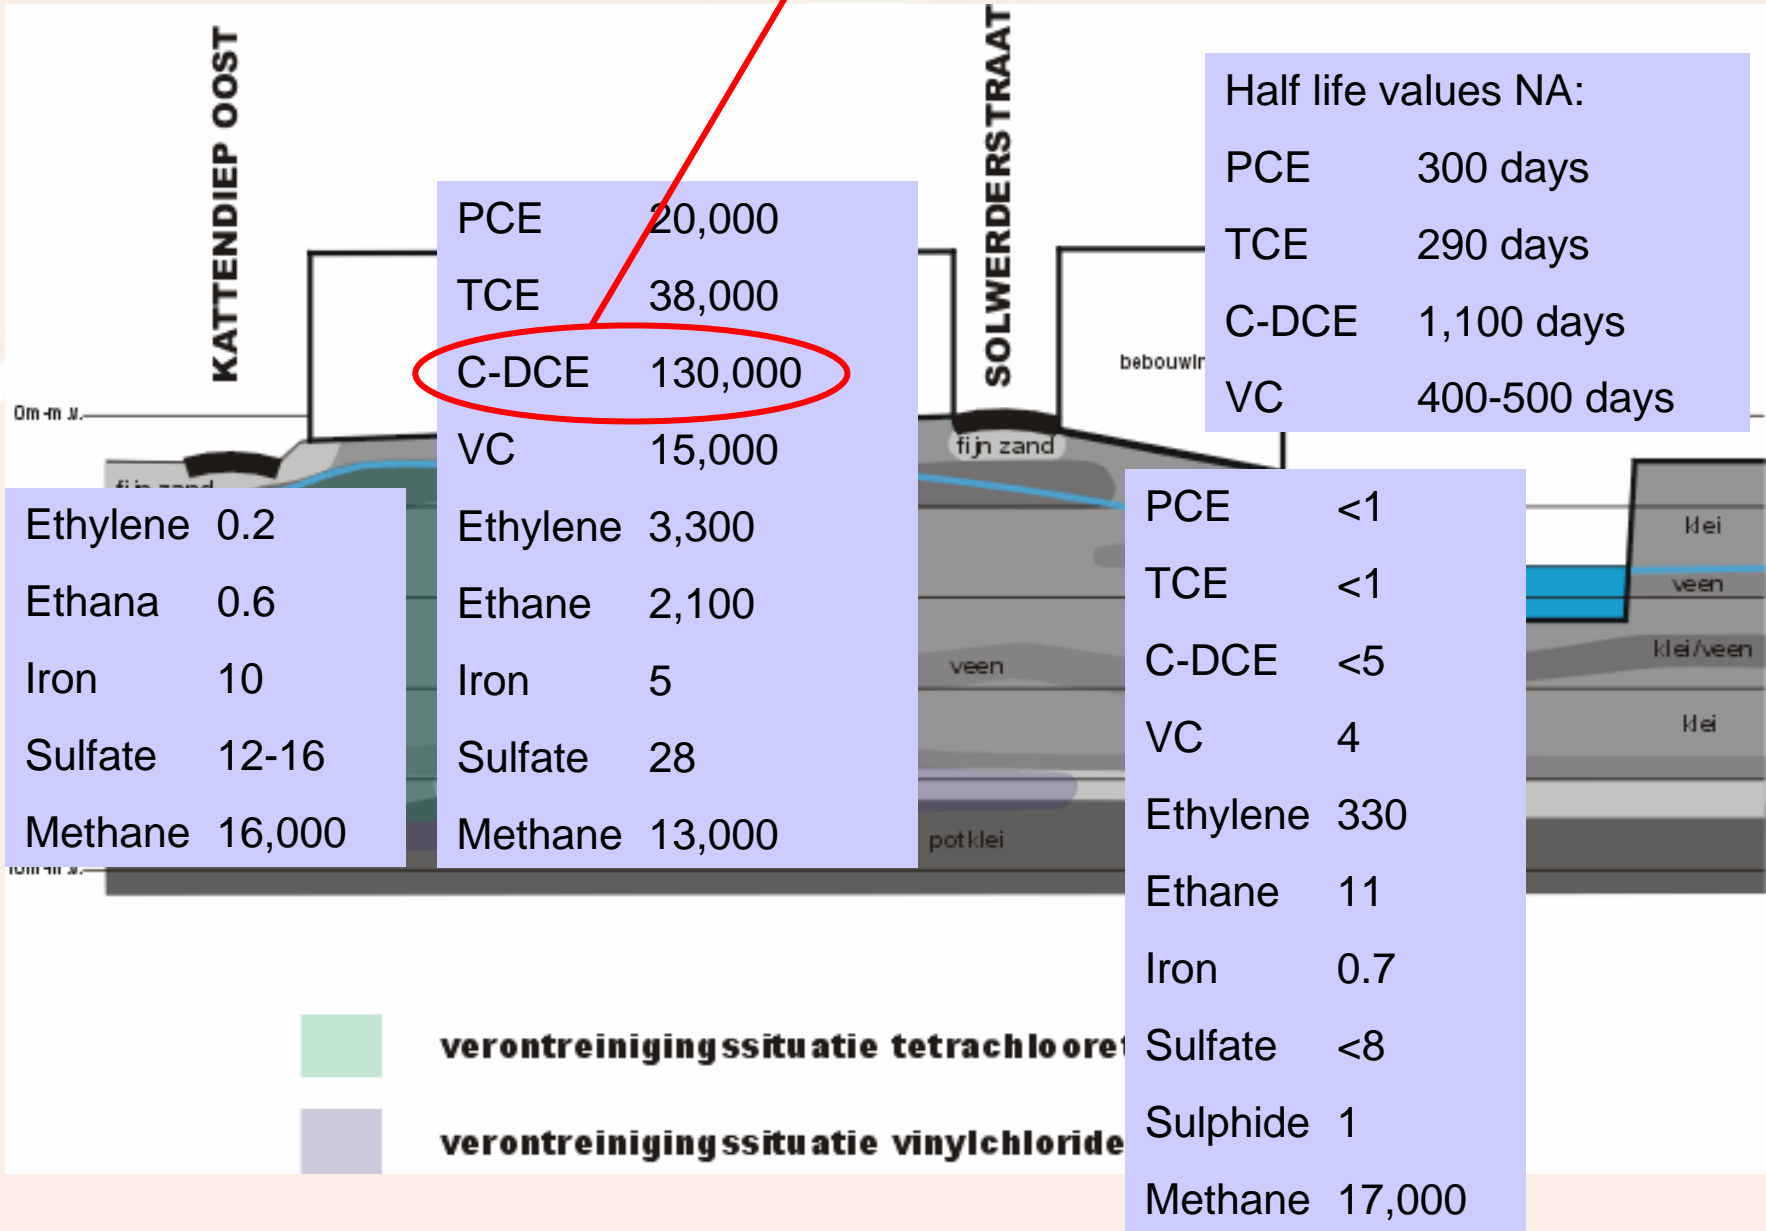 KATTENDIEP OOST
SOLWERDERSTRAAT
Half life values NA:
PCE 300 days
TCE 290 days
C-DCE 1,100 days
VC 400-500 days
PCE 20,000
TCE 38,000
C-DCE 130,000
VC 15,000
Ethylene 3,300
Ethane 2,100
Iron 5
Sulfate 28
Methane 13,000
0m-m.v.
fijn zand
Ethylene 0.2
Ethana 0.6
Iron 10
Sulfate 12-16
Methane 16,000
fijn zand
veen
potklei
PCE <1
TCE <1
C-DCE <5
VC 4
Ethylene 330
Ethane 11
Iron 0.7
Sulfate <8
Sulphide 1
Methane 17,000
klei
veen
klei/veen
klei
verontreinigingssituatie
verontreinigingssituatie vinylchloride